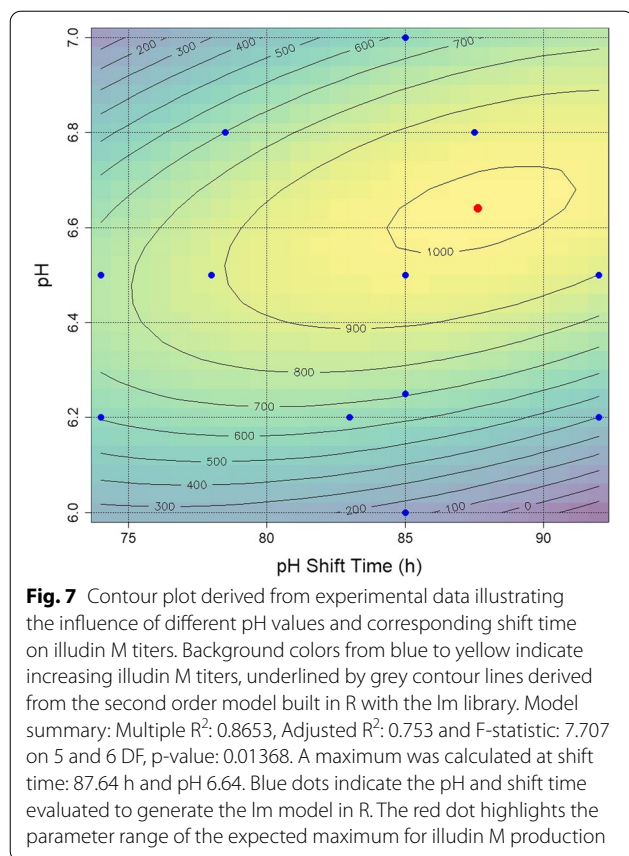 200 300 400 500 600 700
7.0
6.8
6.6
1000
6.4
900
800
700
6.2
600
500
400
300 200 100 0
6.0
pH
75 80 85 90
pH Shift Time (h)
Fig. 7 Contour plot derived from experimental data illustrating
the influence of different pH values and corresponding shift time
on illudin M titers. Background colors from blue to yellow indicate
increasing illudin M titers, underlined by grey contour lines derived
from the second order model built in R with the lm library. Model
summary: Multiple R²: 0.8653, Adjusted R²: 0.753 and F-statistic: 7.707
on 5 and 6 DF, p-value: 0.01368. A maximum was calculated at shift
time: 87.64 h and pH 6.64. Blue dots indicate the pH and shift time
evaluated to generate the lm model in R. The red dot highlights the
parameter range of the expected maximum for illudin M production